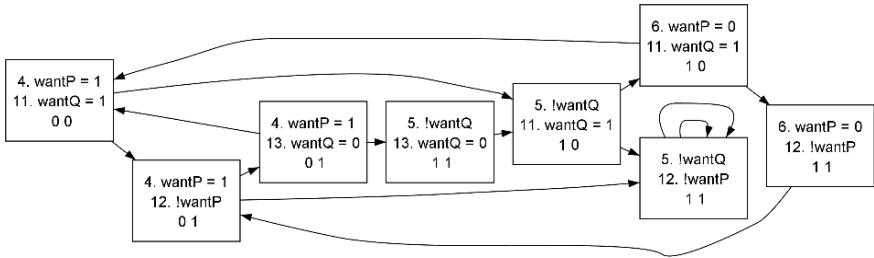 6. wantP = 0
11. wantQ = 1
1 0
4. wantP = 1
11. wantQ = 1
0 0
4. wantP = 1
13. wantQ = 0
0 1
5. !wantQ
13. wantQ = 0
1 1
5. !wantQ
11. wantQ = 1
1 0
6. wantP = 0
12. !wantP
1 1
5. !wantQ
12. !wantP
1 1
4. wantP = 1
12. !wantP
0 1